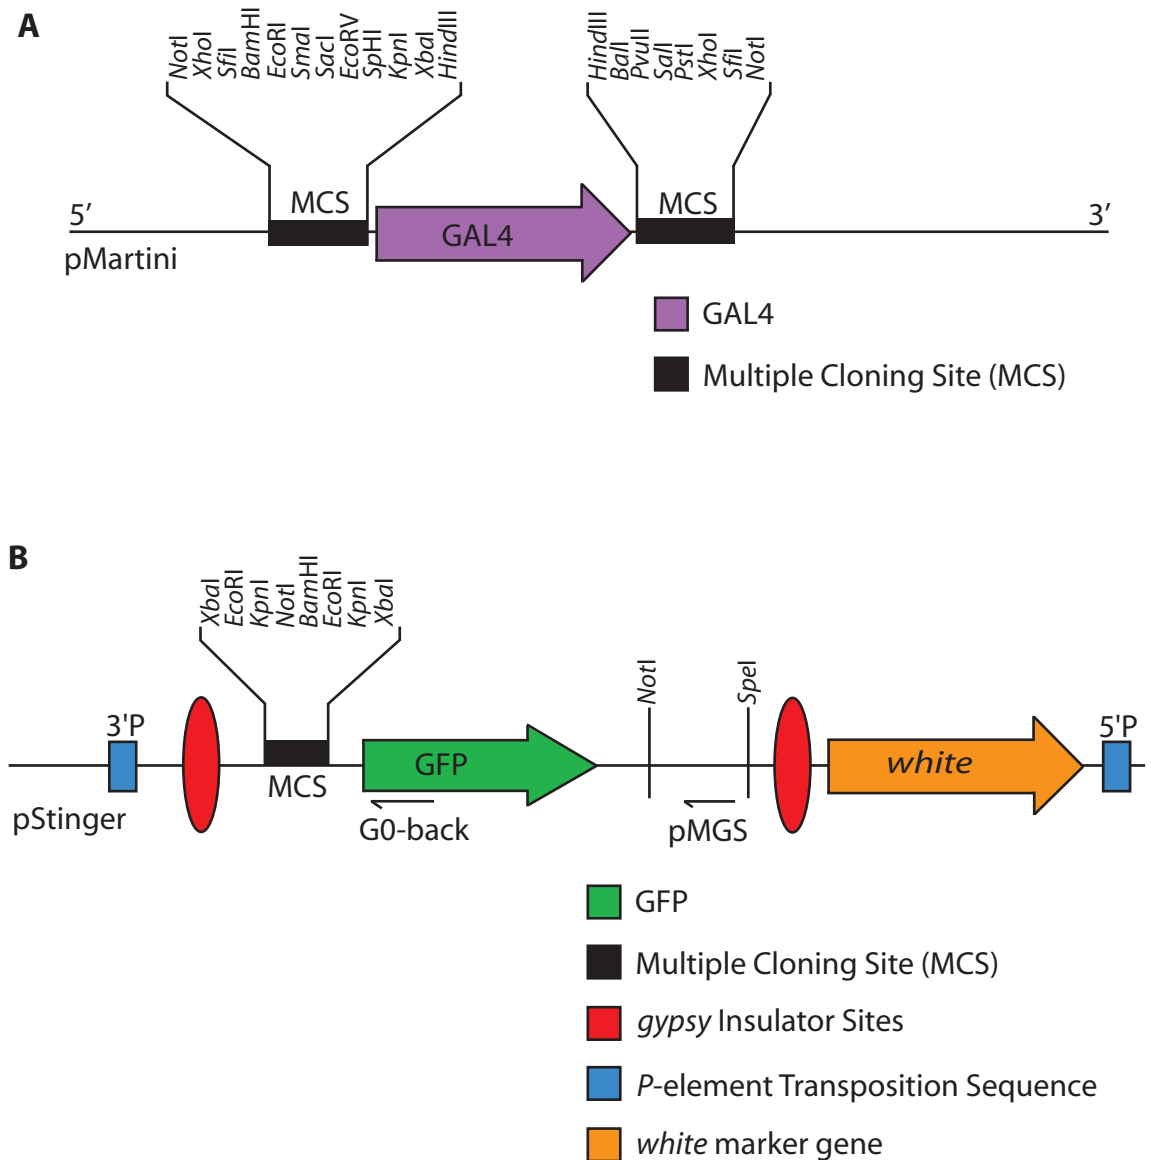 A
NotI
XhoI
SfiI
BamHI
EcoRI
SmaI
SacI
EcoRV
SpHI
KpnI
XbaI
HindIII
HindIII
BalI
PvuII
SalI
PstI
XhoI
SfiI
NotI
MCS
MCS
5′
GAL4
3′
pMartini
GAL4
Multiple Cloning Site (MCS)
B
XbaI
EcoRI
KpnI
NotI
BamHI
EcoRI
KpnI
XbaI
NotI
SpeI
3'P
5'P
GFP
white
MCS
pStinger
G0-back
pMGS
GFP
Multiple Cloning Site (MCS)
gypsy Insulator Sites
P-element Transposition Sequence
white marker gene